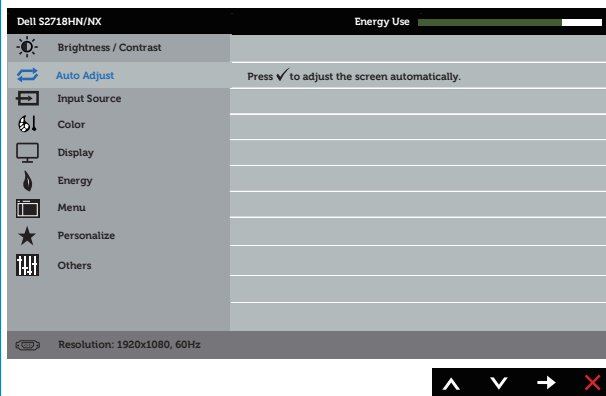 Dell S2718HN/NX
Energy Use
Brightness / Contrast
Auto Adjust
Press ✓ to adjust the screen automatically.
Input Source
Color
Display
Energy
Menu
Personalize
Others
Resolution: 1920x1080, 60Hz